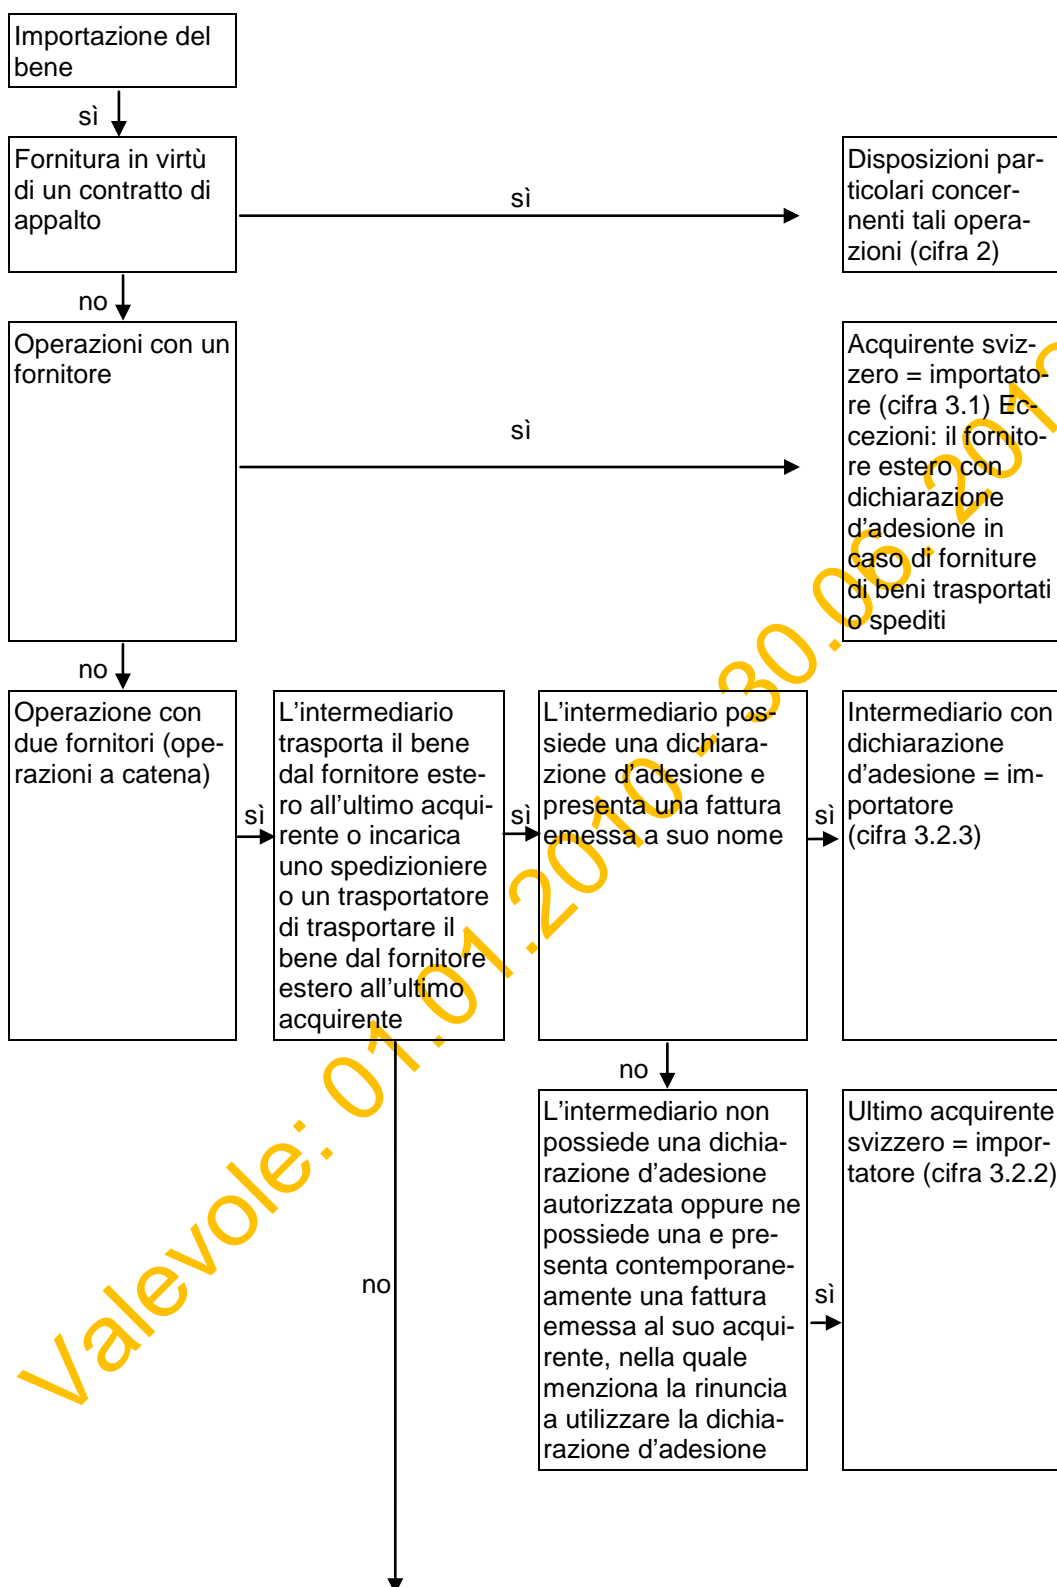 Importazione del
bene
sì
Fornitura in virtù
di un contratto di
appalto
sì
Disposizioni par-
ticolari concer-
nenti tali opera-
zioni (cifra 2)
no
Operazioni con un
fornitore
sì
Acquirente sviz-
zero = importato-
re (cifra 3.1) Ec-
cezioni: il fornito-
re estero con
dichiarazione
d'adesione in
caso di forniture
di beni trasportati
o spediti
no
Operazione con
due fornitori (ope-
razioni a catena)
sì
L'intermediario
trasporta il bene
dal fornitore este-
ro all'ultimo acqui-
rente o incarica
uno spedizioniere
o un trasportatore
di trasportare il
bene dal fornitore
estero all'ultimo
acquirente
sì
L'intermediario pos-
siede una dichiara-
zione d'adesione e
presenta una fattura
emessa a suo nome
sì
Intermediario con
dichiarazione
d'adesione = im-
portatore
(cifra 3.2.3)
no
L'intermediario non
possiede una dichia-
razione d'adesione
autorizzata oppure ne
possiede una e pre-
senta contemporane-
amente una fattura
emessa al suo acqui-
rente, nella quale
menziona la rinuncia
a utilizzare la dichia-
razione d'adesione
sì
Ultimo acquirente
svizzero = impor-
tatore (cifra 3.2.2)
no
Valevole: 01.01.2010 - 30.06.2012